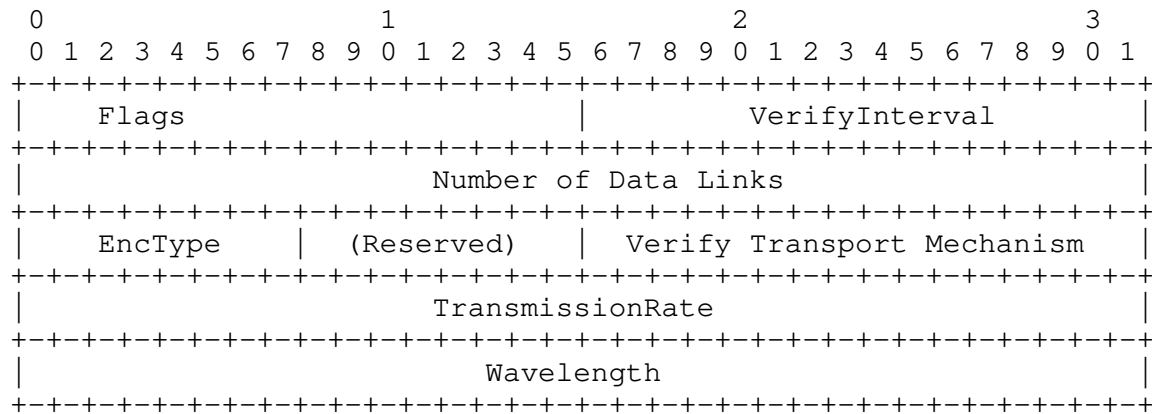 0                   1                   2                   3
 0 1 2 3 4 5 6 7 8 9 0 1 2 3 4 5 6 7 8 9 0 1 2 3 4 5 6 7 8 9 0 1
+-+-+-+-+-+-+-+-+-+-+-+-+-+-+-+-+-+-+-+-+-+-+-+-+-+-+-+-+-+-+-+-+
|    Flags                      |         VerifyInterval        |
+-+-+-+-+-+-+-+-+-+-+-+-+-+-+-+-+-+-+-+-+-+-+-+-+-+-+-+-+-+-+-+-+
|                       Number of Data Links                    |
+-+-+-+-+-+-+-+-+-+-+-+-+-+-+-+-+-+-+-+-+-+-+-+-+-+-+-+-+-+-+-+-+
|    EncType    |  (Reserved)   |  Verify Transport Mechanism   |
+-+-+-+-+-+-+-+-+-+-+-+-+-+-+-+-+-+-+-+-+-+-+-+-+-+-+-+-+-+-+-+-+
|                       TransmissionRate                        |
+-+-+-+-+-+-+-+-+-+-+-+-+-+-+-+-+-+-+-+-+-+-+-+-+-+-+-+-+-+-+-+-+
|                          Wavelength                           |
+-+-+-+-+-+-+-+-+-+-+-+-+-+-+-+-+-+-+-+-+-+-+-+-+-+-+-+-+-+-+-+-+